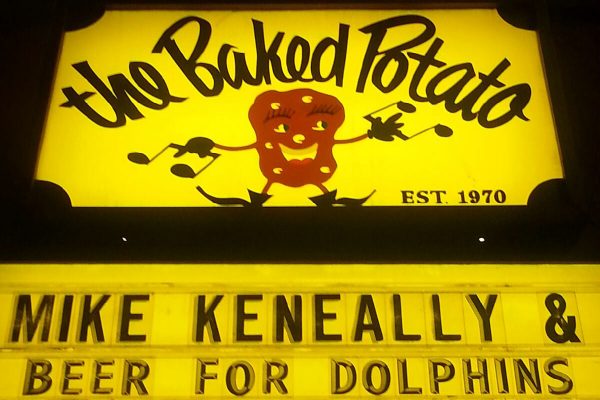 the Baked Potato
EST. 1970
MIKE KENEALLY &
BEER FOR DOLPHINS